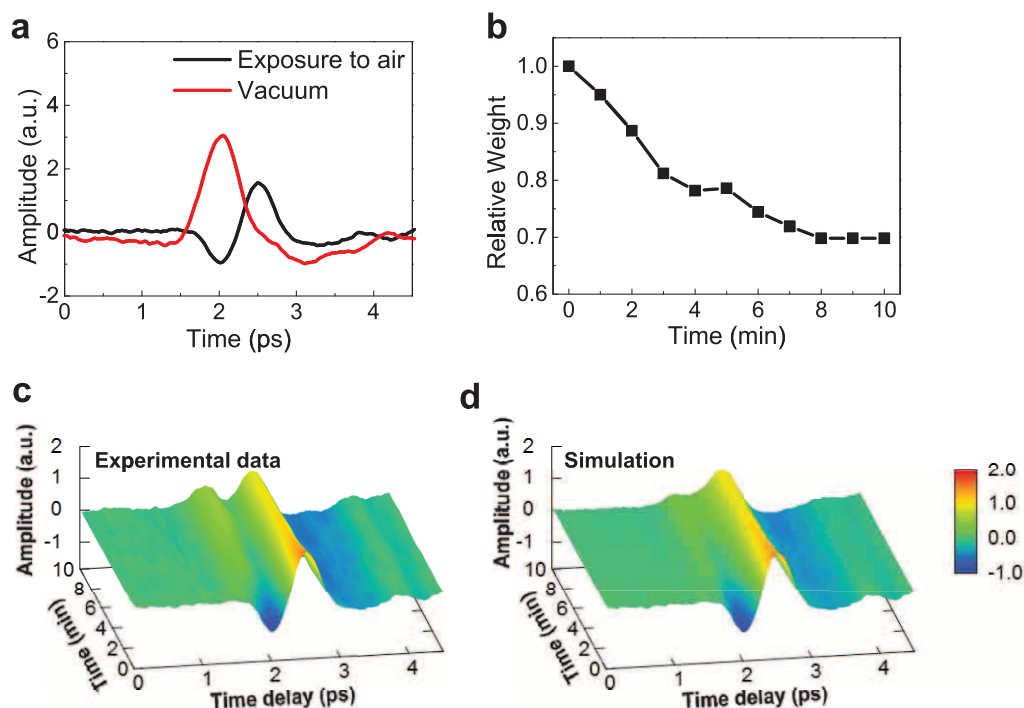 a
6
4
2
0
-2
Amplitude (a.u.)
Exposure to air
Vacuum
0 1 2 3 4
Time (ps)
b
1.0
0.9
0.8
0.7
0.6
Relative Weight
0 2 4 6 8 10
Time (min)
c
Experimental data
Amplitude (a.u.)
2
1
0
-1
10
8
6
4
2
0
Time (min)
0 1 2 3 4
Time delay (ps)
d
Simulation
Amplitude (a.u.)
2
1
0
-1
10
8
6
4
2
0
Time (min)
0 1 2 3 4
Time delay (ps)
2.0
1.0
0.0
-1.0